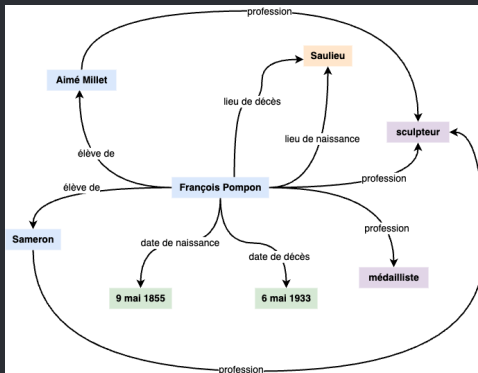 profession
Saulieu
Aimé Millet
lieu de décès
sculpteur
lieu de naissance
élève de
profession
élève de
François Pompon
profession
Sameron
date de naissance
date de décès
médailliste
9 mai 1855
6 mai 1933
profession